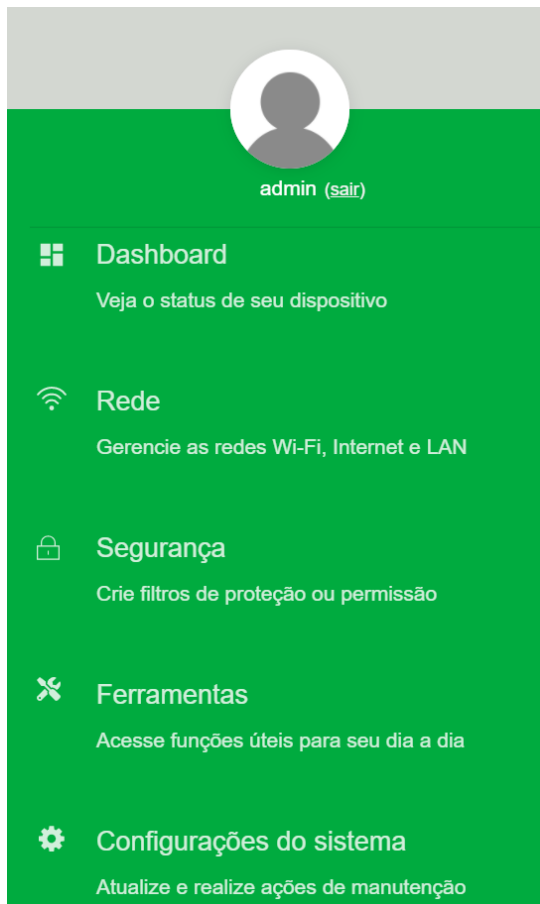 admin (sair)
Dashboard
Veja o status de seu dispositivo
Rede
Gerencie as redes Wi-Fi, Internet e LAN
Segurança
Crie filtros de proteção ou permissão
Ferramentas
Acesse funções úteis para seu dia a dia
Configurações do sistema
Atualize e realize ações de manutenção